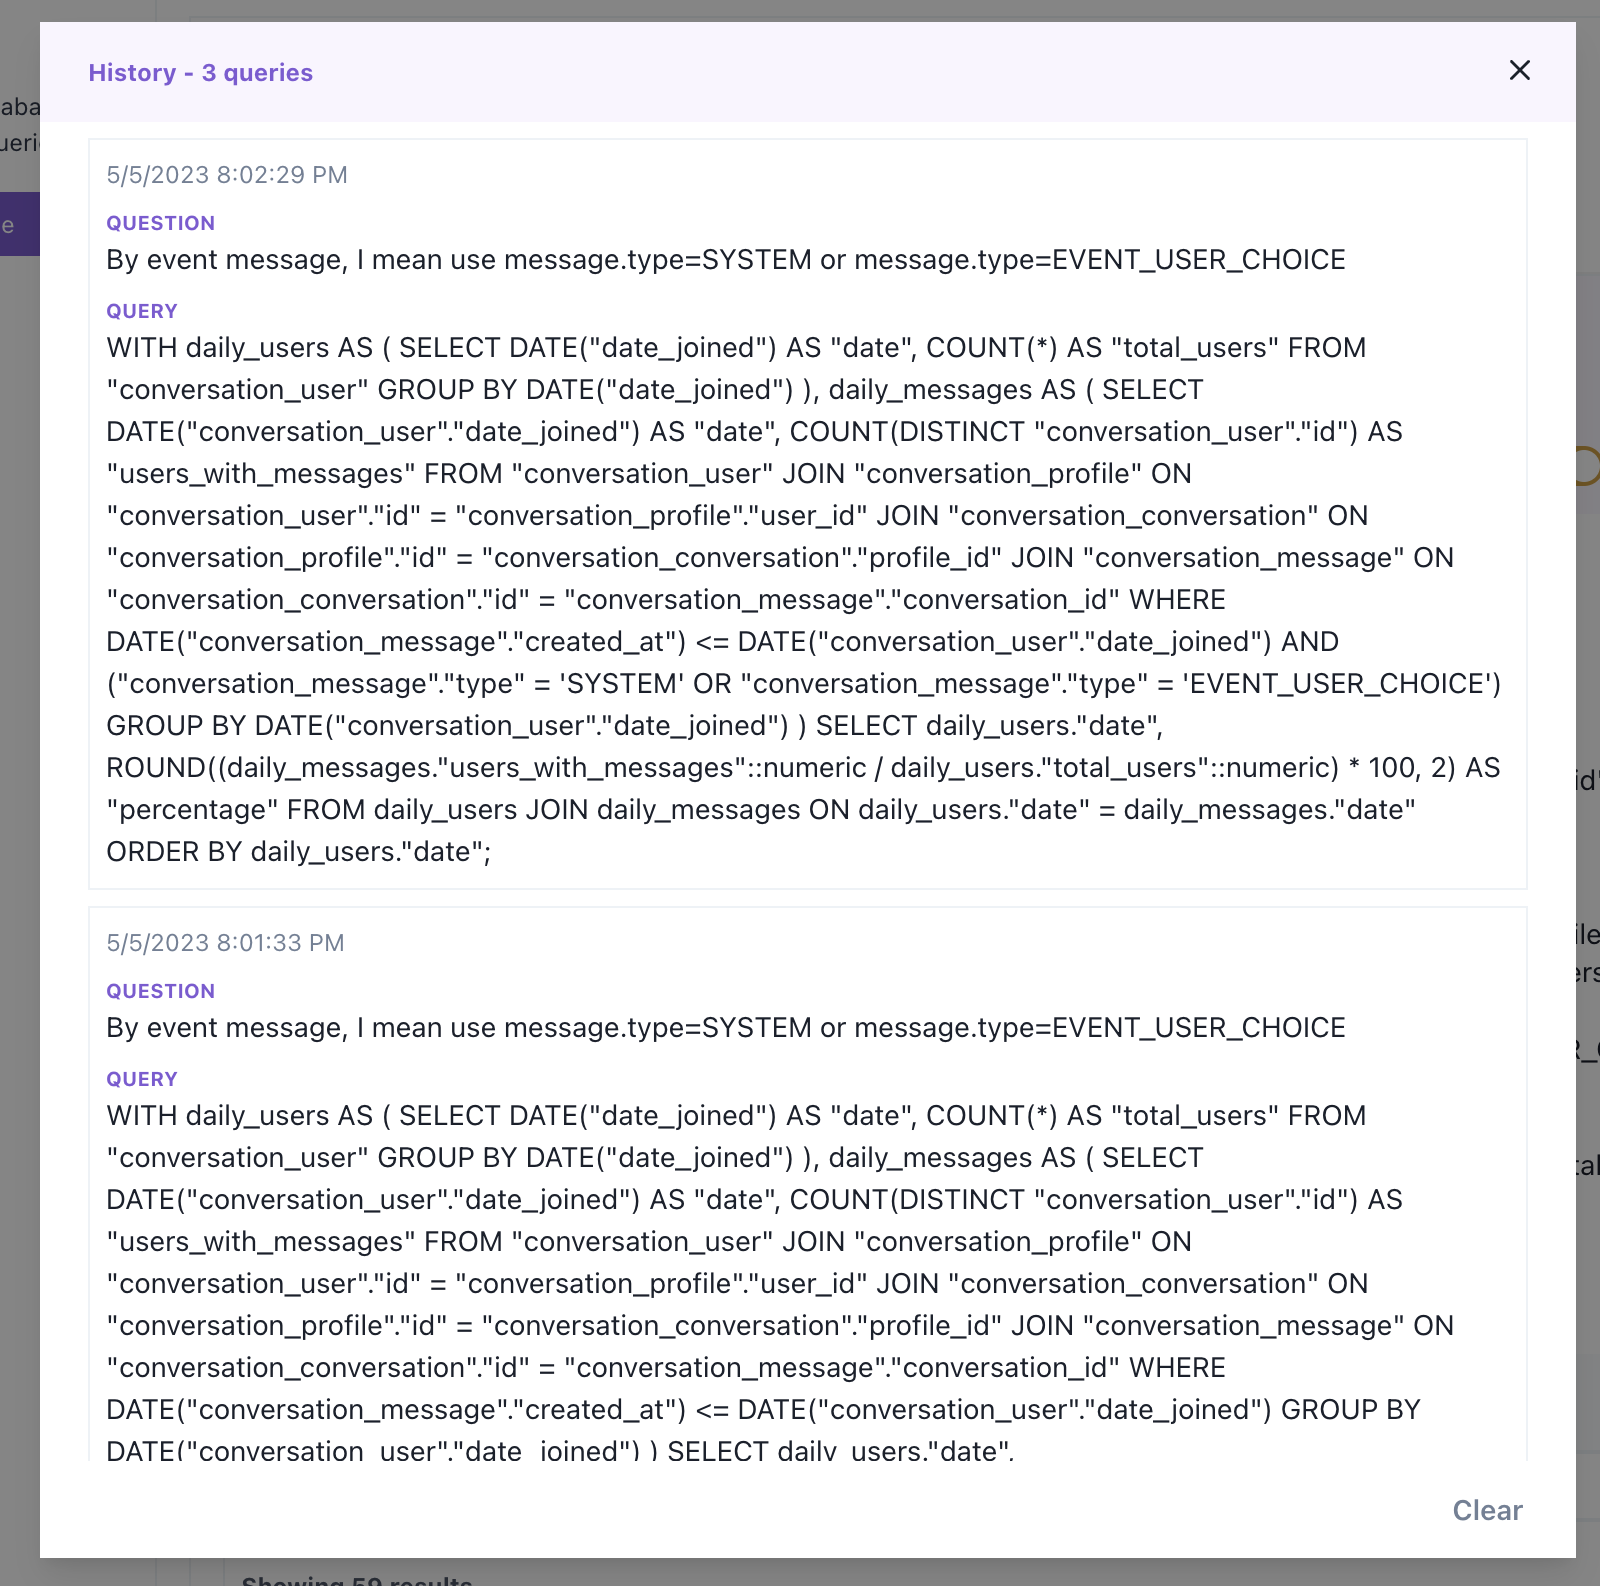 History - 3 queries
5/5/2023 8:02:29 PM
QUESTION
By event message, I mean use message.type=SYSTEM or message.type=EVENT_USER_CHOICE
QUERY
WITH daily_users AS ( SELECT DATE("date_joined") AS "date", COUNT(*) AS "total_users" FROM
"conversation_user" GROUP BY DATE("date_joined") ), daily_messages AS ( SELECT
DATE("conversation_user"."date_joined") AS "date", COUNT(DISTINCT "conversation_user"."id") AS
"users_with_messages" FROM "conversation_user" JOIN "conversation_profile" ON
"conversation_user"."id" = "conversation_profile"."user_id" JOIN "conversation_conversation" ON
"conversation_profile"."id" = "conversation_conversation"."profile_id" JOIN "conversation_message" ON
"conversation_conversation"."id" = "conversation_message"."conversation_id" WHERE
DATE("conversation_message"."created_at") <= DATE("conversation_user"."date_joined") AND
("conversation_message"."type" = 'SYSTEM' OR "conversation_message"."type" = 'EVENT_USER_CHOICE')
GROUP BY DATE("conversation_user"."date_joined") ) SELECT daily_users."date",
ROUND((daily_messages."users_with_messages"::numeric / daily_users."total_users"::numeric) * 100, 2) AS
"percentage" FROM daily_users JOIN daily_messages ON daily_users."date" = daily_messages."date"
ORDER BY daily_users."date";
5/5/2023 8:01:33 PM
QUESTION
By event message, I mean use message.type=SYSTEM or message.type=EVENT_USER_CHOICE
QUERY
WITH daily_users AS ( SELECT DATE("date_joined") AS "date", COUNT(*) AS "total_users" FROM
"conversation_user" GROUP BY DATE("date_joined") ), daily_messages AS ( SELECT
DATE("conversation_user"."date_joined") AS "date", COUNT(DISTINCT "conversation_user"."id") AS
"users_with_messages" FROM "conversation_user" JOIN "conversation_profile" ON
"conversation_user"."id" = "conversation_profile"."user_id" JOIN "conversation_conversation" ON
"conversation_profile"."id" = "conversation_conversation"."profile_id" JOIN "conversation_message" ON
"conversation_conversation"."id" = "conversation_message"."conversation_id" WHERE
DATE("conversation_message"."created_at") <= DATE("conversation_user"."date_joined") GROUP BY
DATE("conversation_user"."date_joined") ) SELECT daily_users."date",
Clear
Showing 59 results